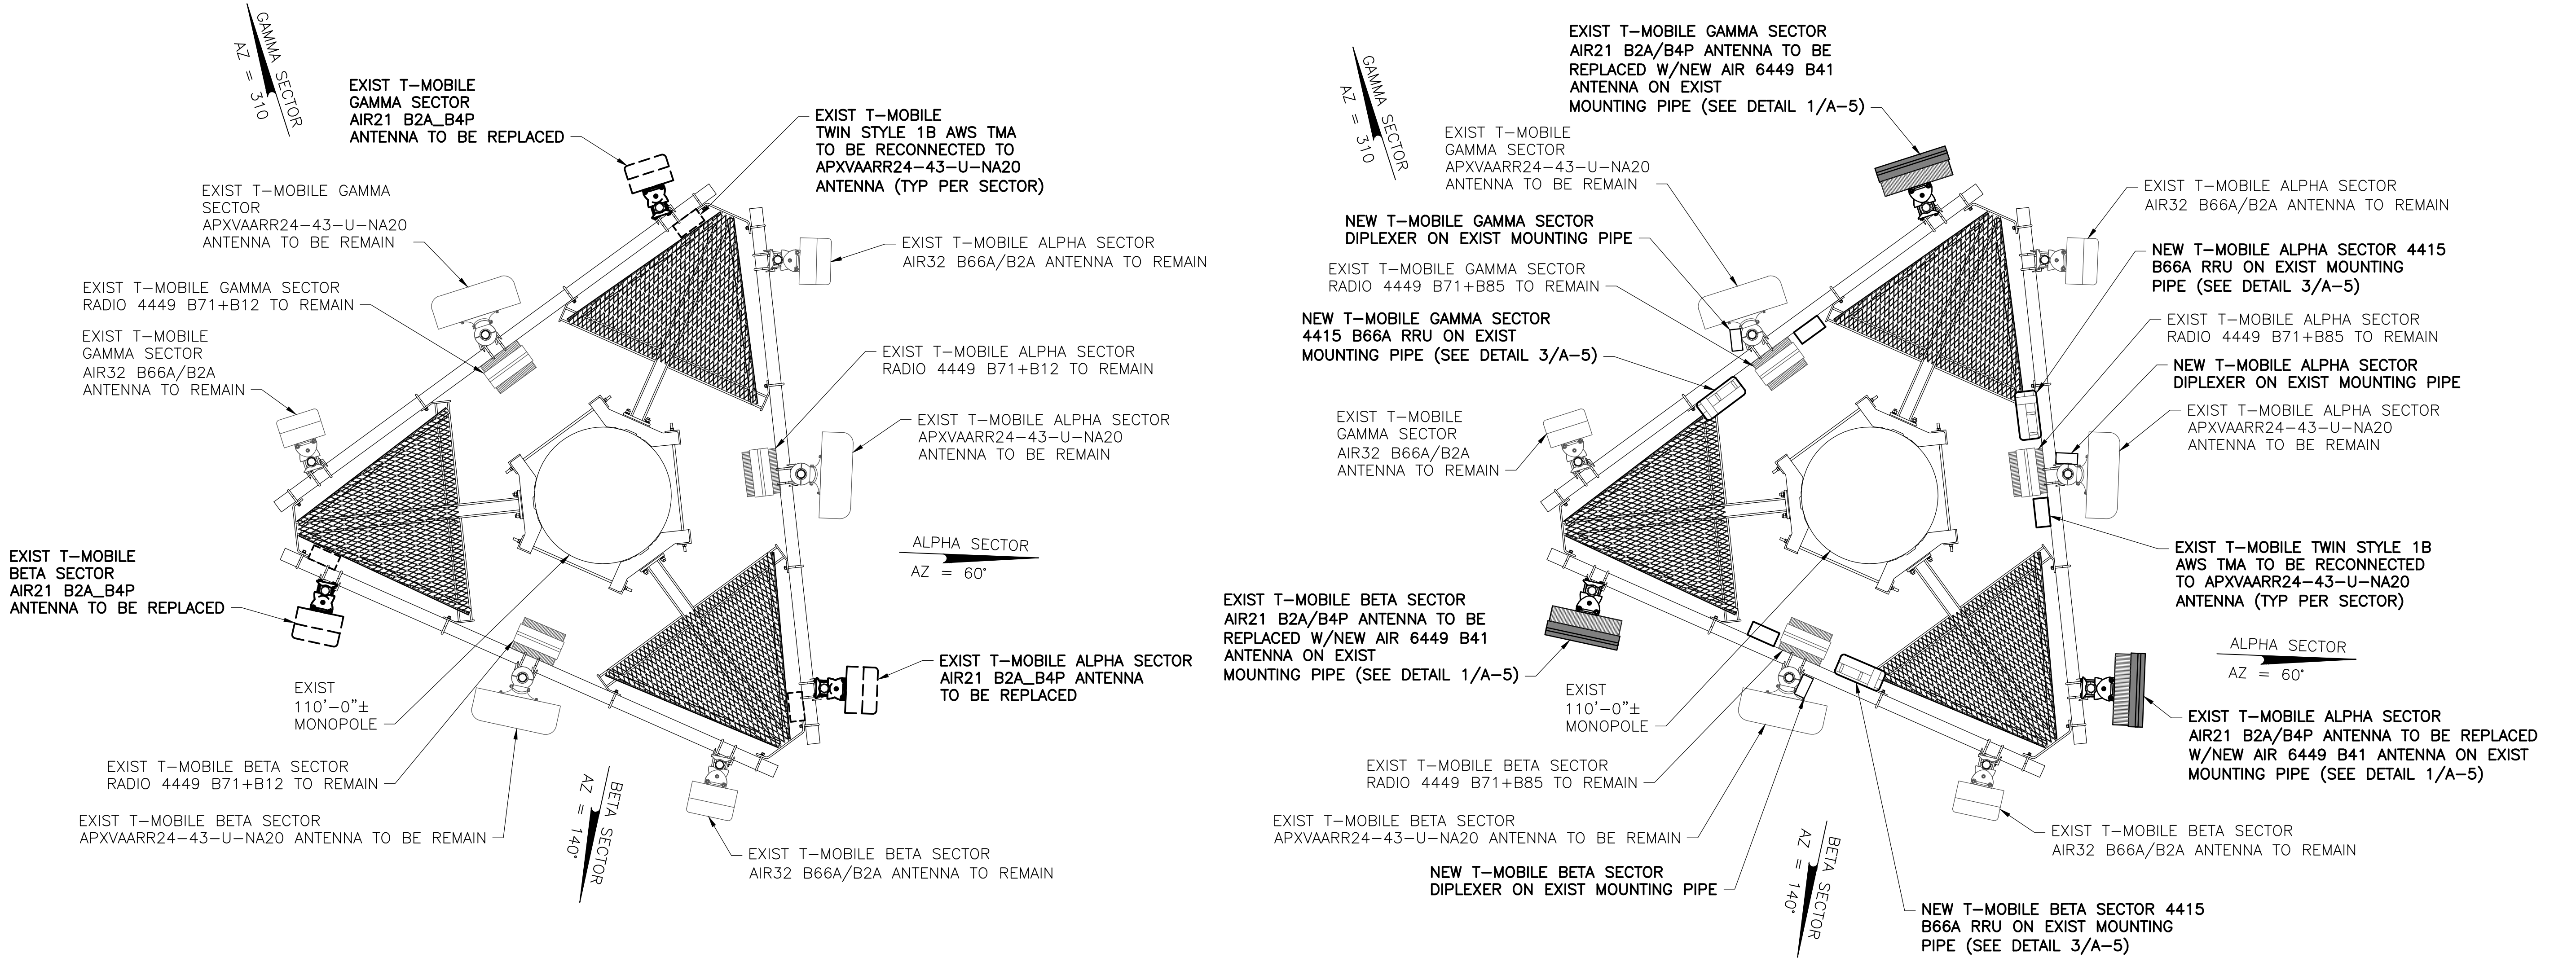 GAMMA SECTOR
AZ = 310
EXIST T-MOBILE
GAMMA SECTOR
AIR21 B2A_B4P
ANTENNA TO BE REPLACED
EXIST T-MOBILE
TWIN STYLE 1B AWS TMA
TO BE RECONNECTED TO
APXVAARR24-43-U-NA20
ANTENNA (TYP PER SECTOR)
EXIST T-MOBILE GAMMA
SECTOR
APXVAARR24-43-U-NA20
ANTENNA TO BE REMAIN
EXIST T-MOBILE ALPHA SECTOR
AIR32 B66A/B2A ANTENNA TO REMAIN
EXIST T-MOBILE GAMMA SECTOR
RADIO 4449 B71+B12 TO REMAIN
EXIST T-MOBILE
GAMMA SECTOR
AIR32 B66A/B2A
ANTENNA TO REMAIN
EXIST T-MOBILE ALPHA SECTOR
RADIO 4449 B71+B12 TO REMAIN
EXIST T-MOBILE ALPHA SECTOR
APXVAARR24-43-U-NA20
ANTENNA TO BE REMAIN
ALPHA SECTOR
AZ = 60°
EXIST T-MOBILE
BETA SECTOR
AIR21 B2A_B4P
ANTENNA TO BE REPLACED
EXIST T-MOBILE ALPHA SECTOR
AIR21 B2A_B4P ANTENNA
TO BE REPLACED
EXIST
110'-0"±
MONOPOLE
EXIST T-MOBILE BETA SECTOR
RADIO 4449 B71+B12 TO REMAIN
EXIST T-MOBILE BETA SECTOR
APXVAARR24-43-U-NA20 ANTENNA TO BE REMAIN
BETA SECTOR
AZ = 140°
EXIST T-MOBILE BETA SECTOR
AIR32 B66A/B2A ANTENNA TO REMAIN
GAMMA SECTOR
AZ = 310
EXIST T-MOBILE GAMMA SECTOR
AIR21 B2A/B4P ANTENNA TO BE
REPLACED W/NEW AIR 6449 B41
ANTENNA ON EXIST
MOUNTING PIPE (SEE DETAIL 1/A-5)
EXIST T-MOBILE
GAMMA SECTOR
APXVAARR24-43-U-NA20
ANTENNA TO BE REMAIN
NEW T-MOBILE GAMMA SECTOR
DIPLEXER ON EXIST MOUNTING PIPE
EXIST T-MOBILE GAMMA SECTOR
RADIO 4449 B71+B85 TO REMAIN
NEW T-MOBILE GAMMA SECTOR
4415 B66A RRU ON EXIST
MOUNTING PIPE (SEE DETAIL 3/A-5)
EXIST T-MOBILE
GAMMA SECTOR
AIR32 B66A/B2A
ANTENNA TO REMAIN
EXIST T-MOBILE ALPHA SECTOR
AIR32 B66A/B2A ANTENNA TO REMAIN
NEW T-MOBILE ALPHA SECTOR 4415
B66A RRU ON EXIST MOUNTING
PIPE (SEE DETAIL 3/A-5)
EXIST T-MOBILE ALPHA SECTOR
RADIO 4449 B71+B85 TO REMAIN
NEW T-MOBILE ALPHA SECTOR
DIPLEXER ON EXIST MOUNTING PIPE
EXIST T-MOBILE ALPHA SECTOR
APXVAARR24-43-U-NA20
ANTENNA TO BE REMAIN
EXIST T-MOBILE TWIN STYLE 1B
AWS TMA TO BE RECONNECTED
TO APXVAARR24-43-U-NA20
ANTENNA (TYP PER SECTOR)
ALPHA SECTOR
AZ = 60°
EXIST T-MOBILE BETA SECTOR
AIR21 B2A/B4P ANTENNA TO BE
REPLACED W/NEW AIR 6449 B41
ANTENNA ON EXIST
MOUNTING PIPE (SEE DETAIL 1/A-5)
EXIST
110'-0"±
MONOPOLE
EXIST T-MOBILE ALPHA SECTOR
AIR21 B2A/B4P ANTENNA TO BE REPLACED
W/NEW AIR 6449 B41 ANTENNA ON EXIST
MOUNTING PIPE (SEE DETAIL 1/A-5)
EXIST T-MOBILE BETA SECTOR
RADIO 4449 B71+B85 TO REMAIN
EXIST T-MOBILE BETA SECTOR
APXVAARR24-43-U-NA20 ANTENNA TO BE REMAIN
NEW T-MOBILE BETA SECTOR
DIPLEXER ON EXIST MOUNTING PIPE
BETA SECTOR
AZ = 140°
EXIST T-MOBILE BETA SECTOR
AIR32 B66A/B2A ANTENNA TO REMAIN
NEW T-MOBILE BETA SECTOR 4415
B66A RRU ON EXIST MOUNTING
PIPE (SEE DETAIL 3/A-5)